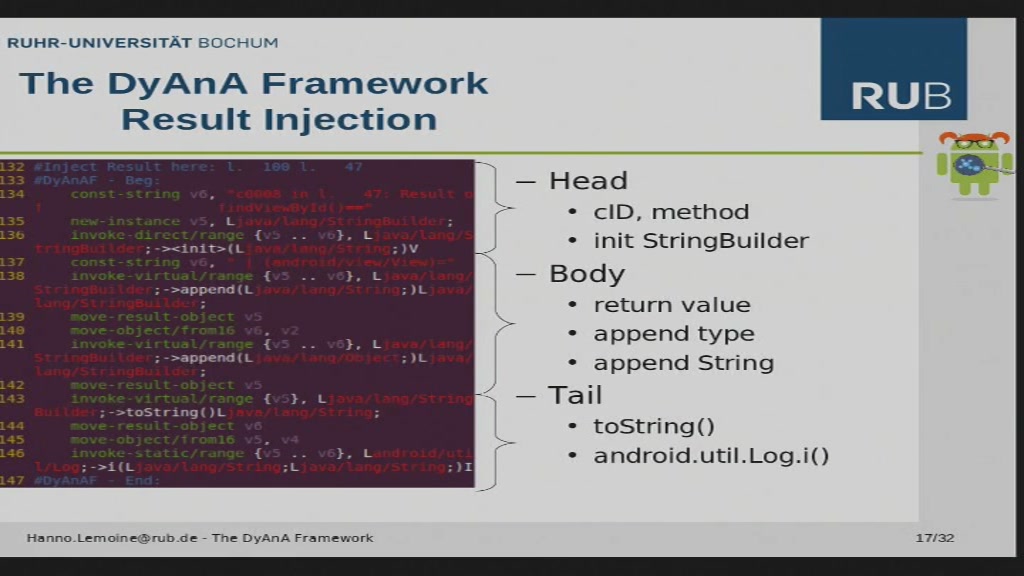 RUHR-UNIVERSITÄT BOCHUM
The DyAnA Framework
Result Injection
RUB
132 #Inject Result here: l. 100 l. 47
133 #DyAnAF - Beg:
134 const-string v6, "c0008 in l. 47: Result o
f findViewById()=="
135 new-instance v5, Ljava/lang/StringBuilder;
136 invoke-direct/range {v5 .. v6}, Ljava/lang/S
tringBuilder;-><init>(Ljava/lang/String;)V
137 const-string v6, " | (android/view/View)="
138 invoke-virtual/range {v5 .. v6}, Ljava/lang/
StringBuilder;->append(Ljava/lang/String;)Ljava/
lang/StringBuilder;
139 move-result-object v5
140 move-object/from16 v6, v2
141 invoke-virtual/range {v5 .. v6}, Ljava/lang/
StringBuilder;->append(Ljava/lang/Object;)Ljava/
lang/StringBuilder;
142 move-result-object v5
143 invoke-virtual/range {v5}, Ljava/lang/String
Builder;->toString()Ljava/lang/String;
144 move-result-object v6
145 move-object/from16 v5, v4
146 invoke-static/range {v5 .. v6}, Landroid/uti
l/Log;->i(Ljava/lang/String;Ljava/lang/String;)I
147 #DyAnAF - End:
– Head
• cID, method
• init StringBuilder
– Body
• return value
• append type
• append String
– Tail
• toString()
• android.util.Log.i()
Hanno.Lemoine@rub.de - The DyAnA Framework
17/32